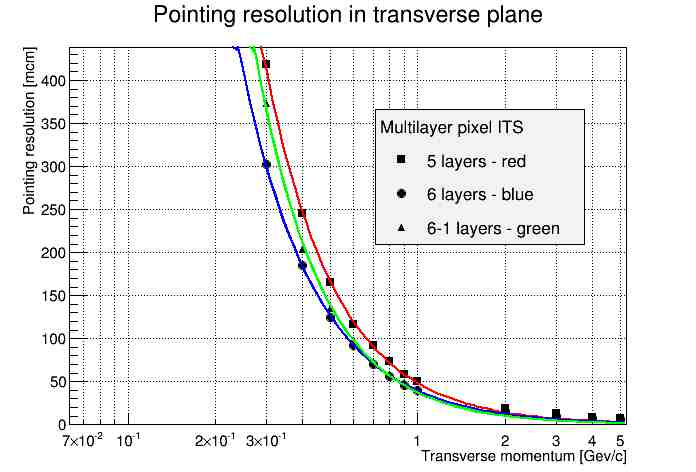 Pointing resolution in transverse plane
Pointing resolution [mcm]
400
350
300
250
200
150
100
50
0
Multilayer pixel ITS
5 layers - red
6 layers - blue
6-1 layers - green
7×10⁻² 10⁻¹ 2×10⁻¹ 3×10⁻¹ 1 2 3 4 5
Transverse momentum [Gev/c]